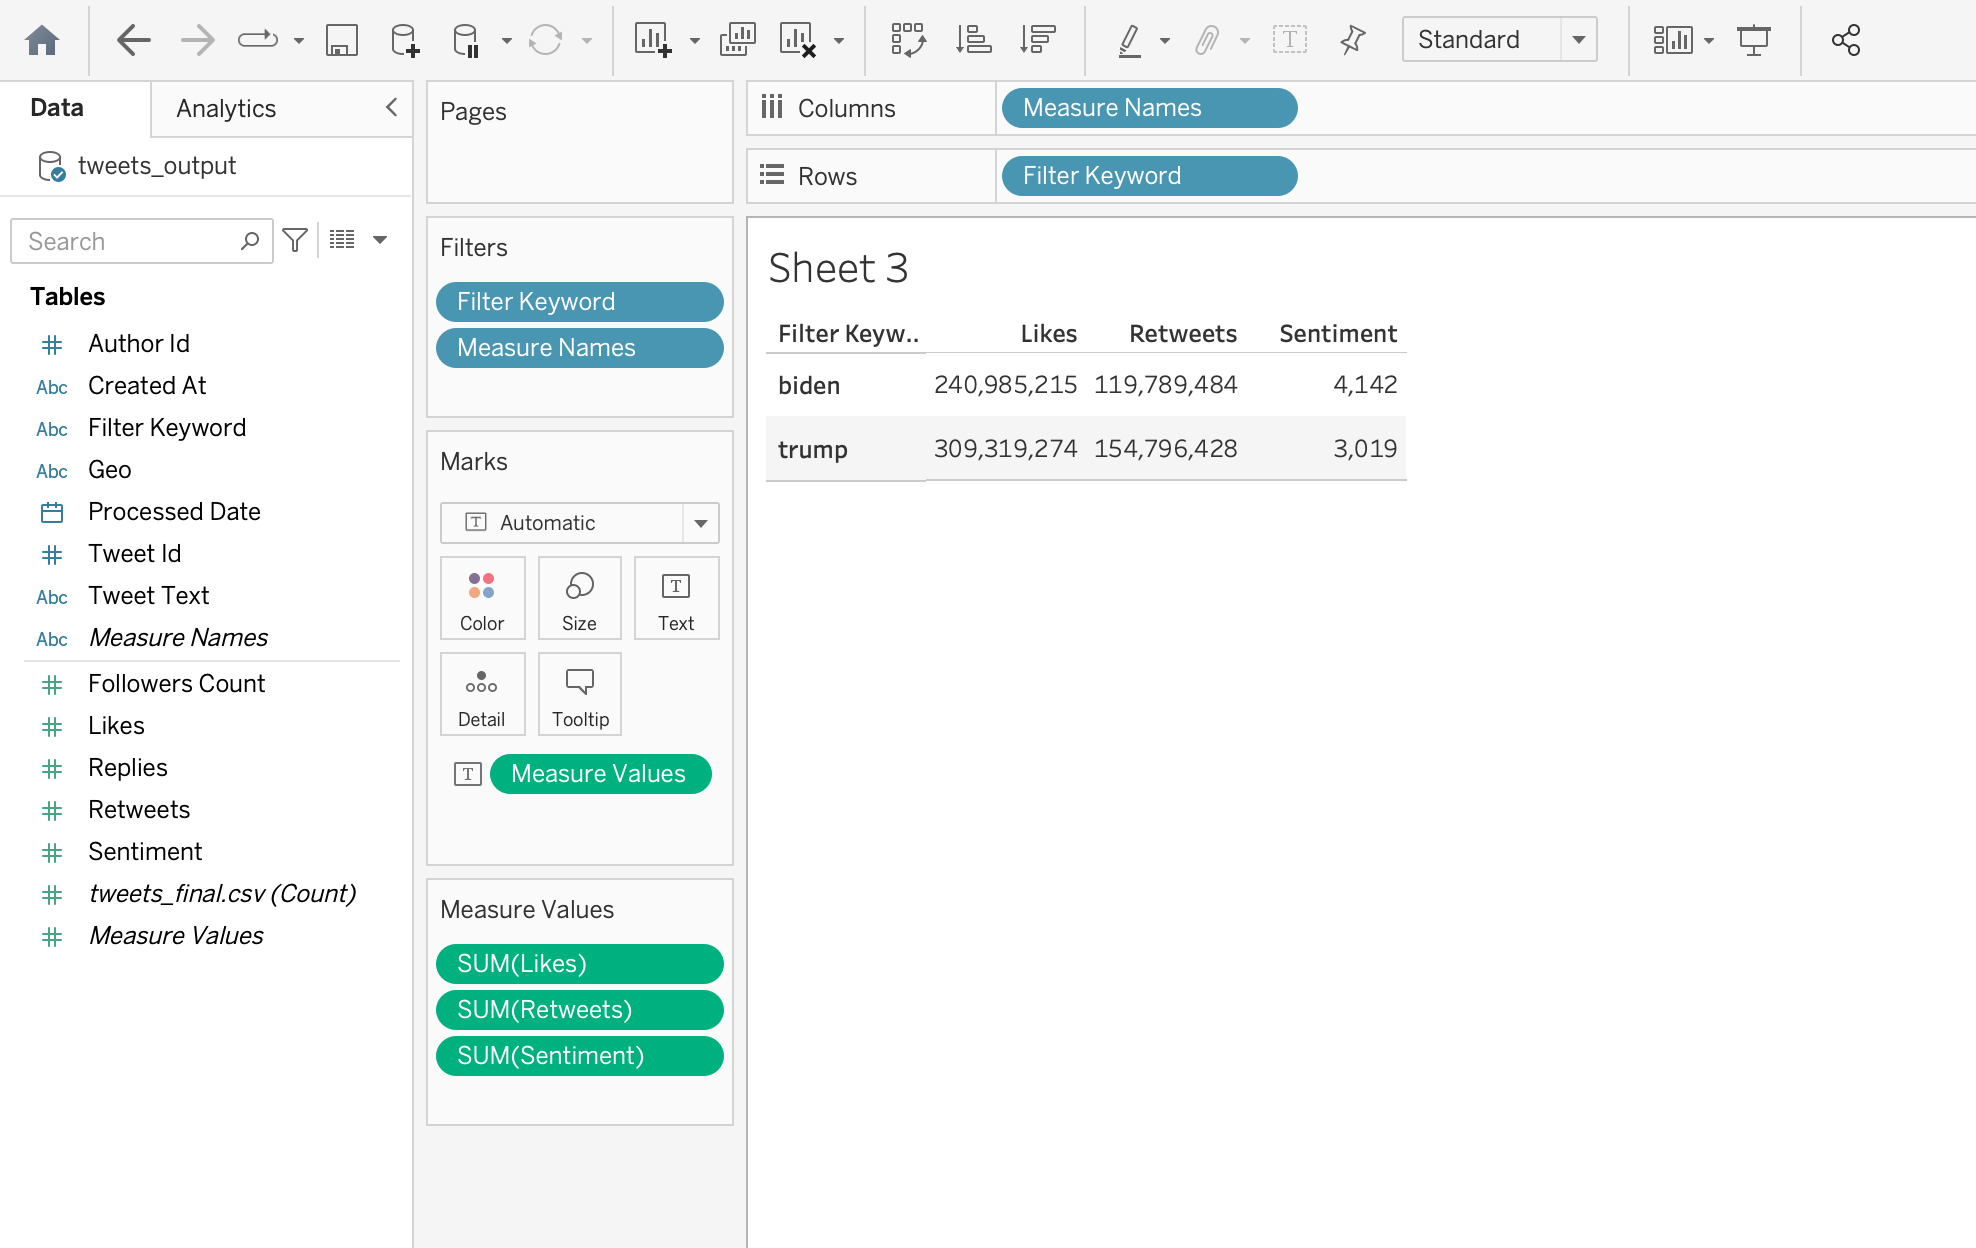 Standard
Data
Analytics
Pages
Columns
Measure Names
tweets_output
Rows
Filter Keyword
Search
Filters
Filter Keyword
Measure Names
Sheet 3
Tables
Filter Keyw.. Likes Retweets Sentiment
biden 240,985,215 119,789,484 4,142
trump 309,319,274 154,796,428 3,019
Author Id
Abc Created At
Abc Filter Keyword
Abc Geo
Processed Date
Tweet Id
Abc Tweet Text
Abc Measure Names
Followers Count
Likes
Replies
Retweets
Sentiment
tweets_final.csv (Count)
Measure Values
Marks
T Automatic
Color
Size
T Text
Detail
Tooltip
T Measure Values
Measure Values
SUM(Likes)
SUM(Retweets)
SUM(Sentiment)